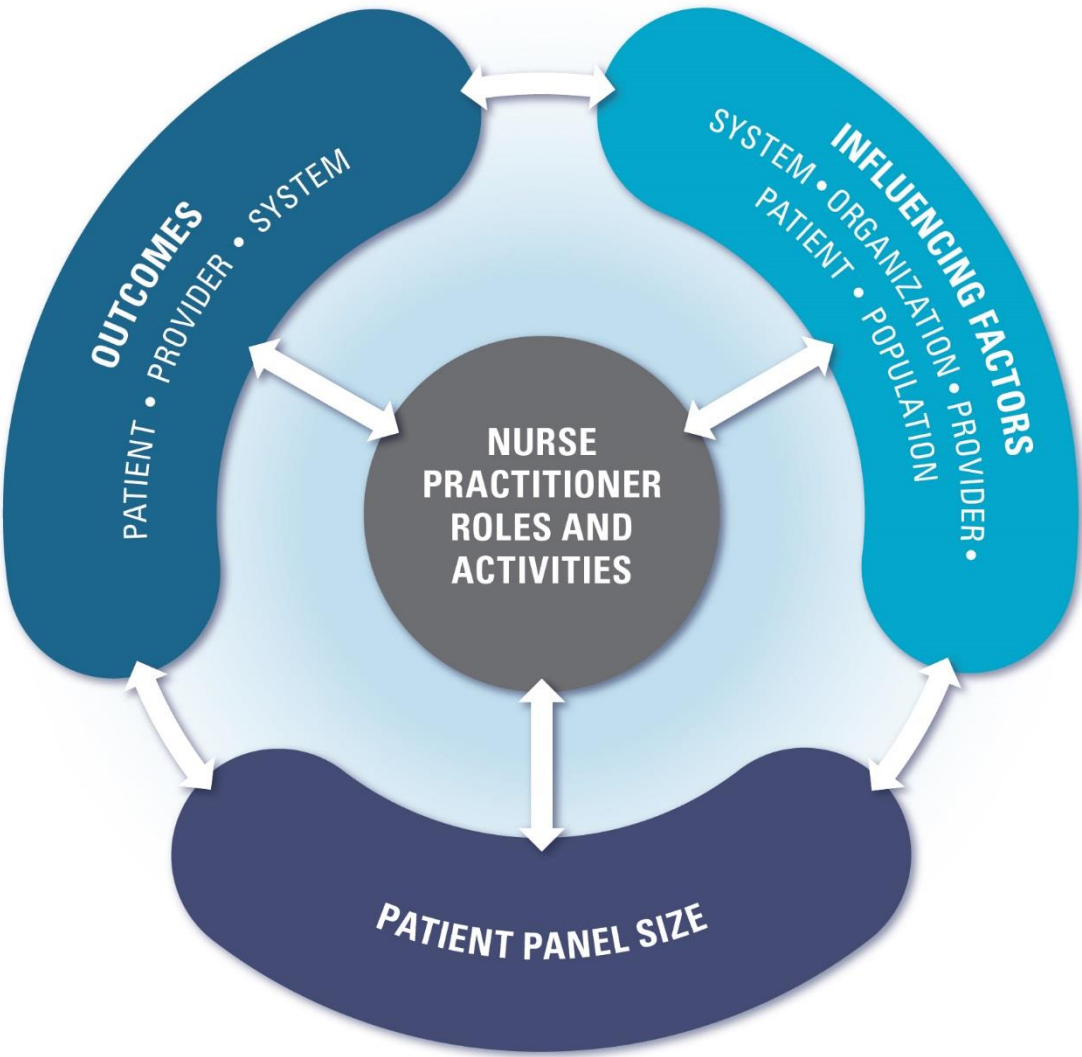 OUTCOMES
PATIENT • PROVIDER • SYSTEM
INFLUENCING FACTORS
SYSTEM • ORGANIZATION • PROVIDER •
PATIENT • POPULATION
NURSE
PRACTITIONER
ROLES AND
ACTIVITIES
PATIENT PANEL SIZE